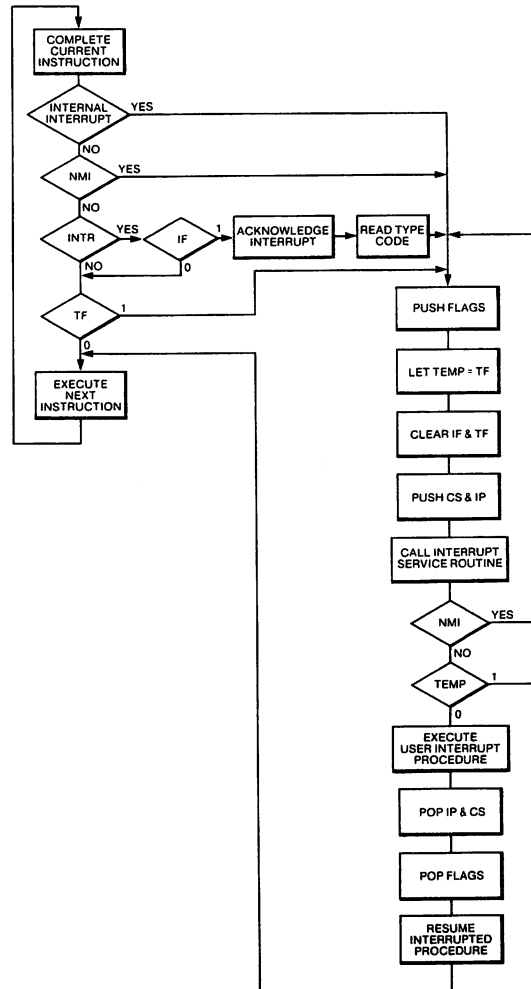 COMPLETE
CURRENT
INSTRUCTION
INTERNAL
INTERRUPT
YES
NO
NMI
YES
NO
INTR
YES
IF
1
ACKNOWLEDGE
INTERRUPT
READ TYPE
CODE
NO
0
TF
1
0
EXECUTE
NEXT
INSTRUCTION
PUSH FLAGS
LET TEMP = TF
CLEAR IF & TF
PUSH CS & IP
CALL INTERRUPT
SERVICE ROUTINE
NMI
YES
NO
TEMP
1
0
EXECUTE
USER INTERRUPT
PROCEDURE
POP IP & CS
POP FLAGS
RESUME
INTERRUPTED
PROCEDURE